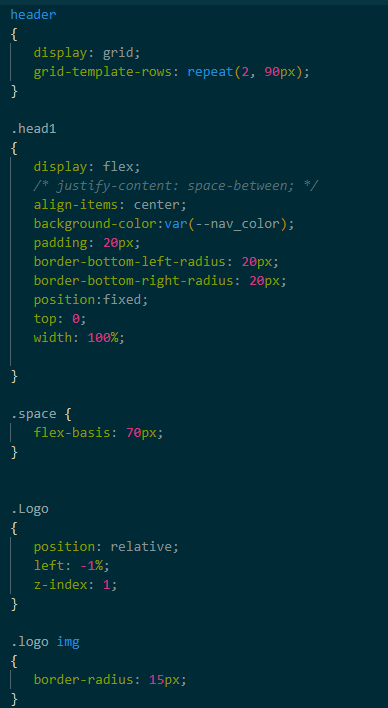 header
{
display: grid;
grid-template-rows: repeat(2, 90px);
}
.head1
{
display: flex;
/* justify-content: space-between; */
align-items: center;
background-color:var(--nav_color);
padding: 20px;
border-bottom-left-radius: 20px;
border-bottom-right-radius: 20px;
position:fixed;
top: 0;
width: 100%;
}
.space {
flex-basis: 70px;
}
.Logo
{
position: relative;
left: -1%;
z-index: 1;
}
.logo img
{
border-radius: 15px;
}